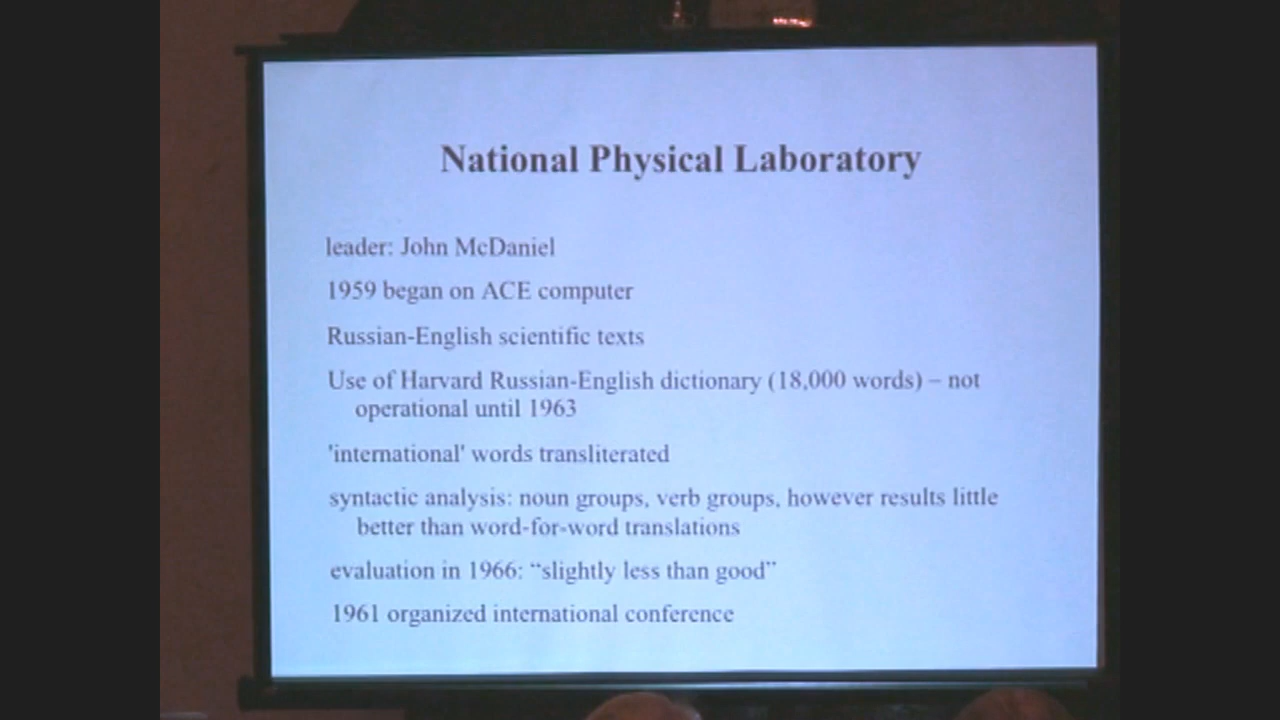 National Physical Laboratory
leader: John McDaniel
1959 began on ACE computer
Russian-English scientific texts
Use of Harvard Russian-English dictionary (18,000 words) – not
operational until 1963
'international' words transliterated
syntactic analysis: noun groups, verb groups, however results little
better than word-for-word translations
evaluation in 1966: “slightly less than good”
1961 organized international conference